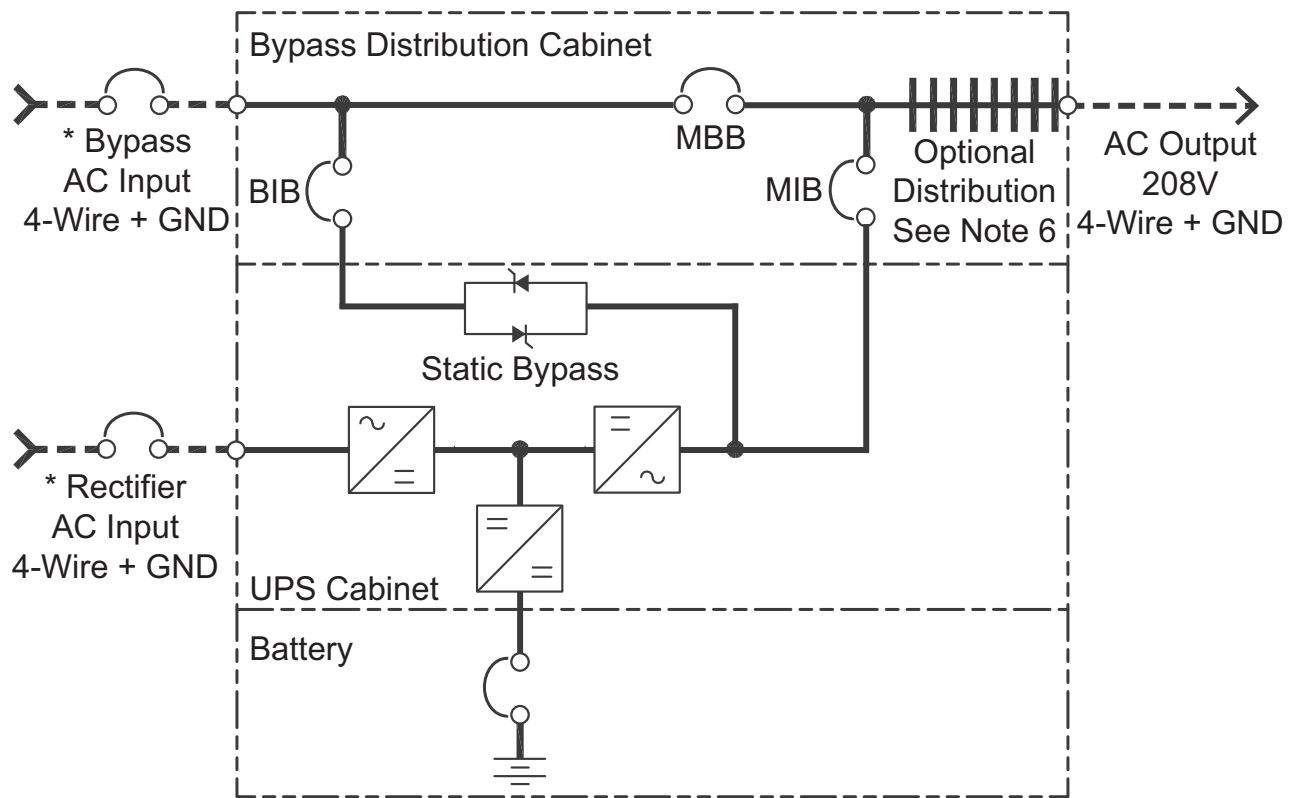 Bypass Distribution Cabinet
* Bypass
AC Input
4-Wire + GND
BIB
MBB
MIB
Optional
Distribution
See Note 6
AC Output
208V
4-Wire + GND
Static Bypass
* Rectifier
AC Input
4-Wire + GND
UPS Cabinet
Battery